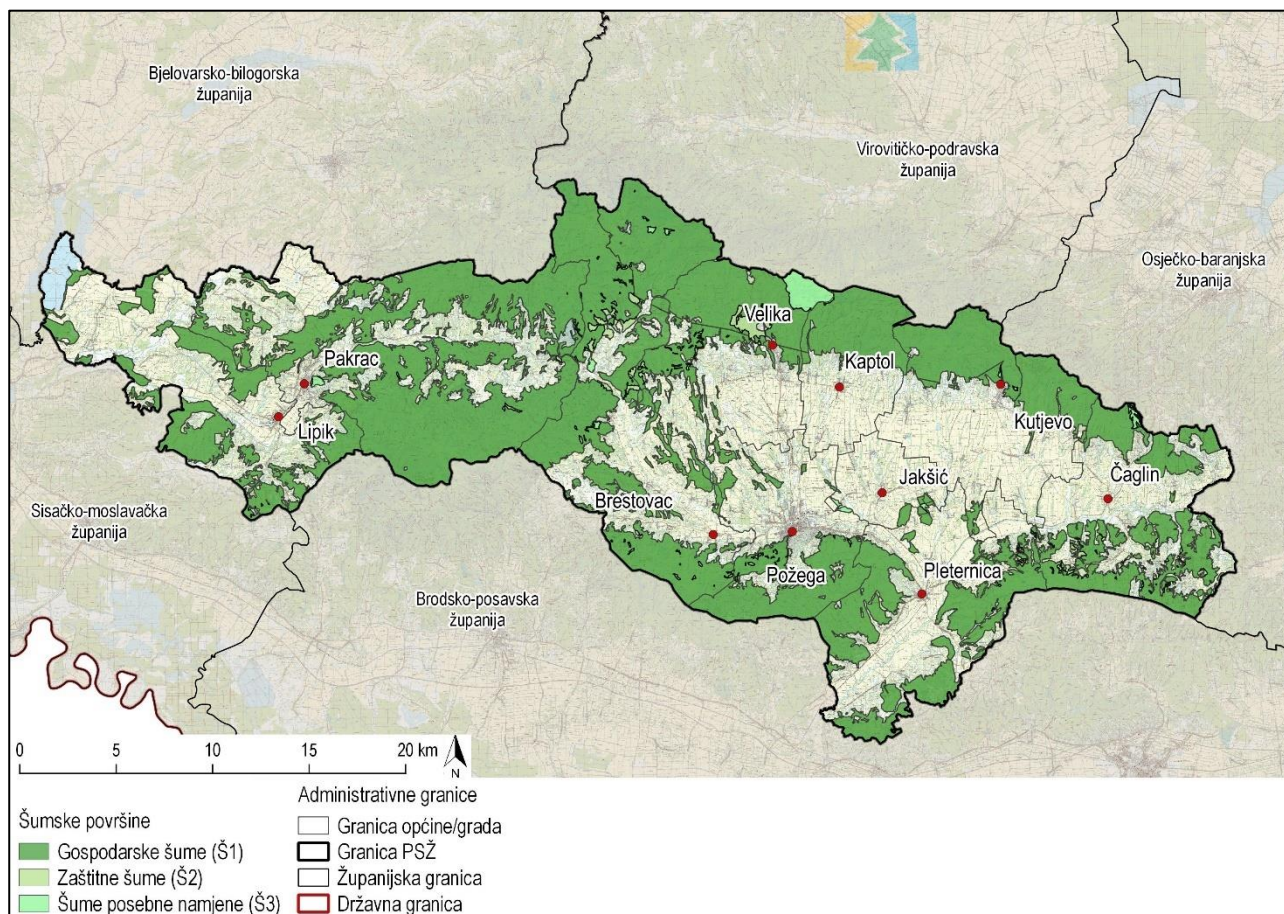 Bjelovarsko-bilogorska
županija
Virovitičko-podravska
županija
Osječko-baranjska
županija
Velika
Pakrac
Kaptol
Kutjevo
Lipik
Jakšić
Čaglin
Brestovac
Sisačko-moslavačka
županija
Požega
Pleternica
Brodsko-posavska
županija
0 5 10 15 20 km
N
Šumske površine
Gospodarske šume (Š1)
Zaštitne šume (Š2)
Šume posebne namjene (Š3)
Administrativne granice
Granica općine/grada
Granica PSŽ
Županijska granica
Državna granica